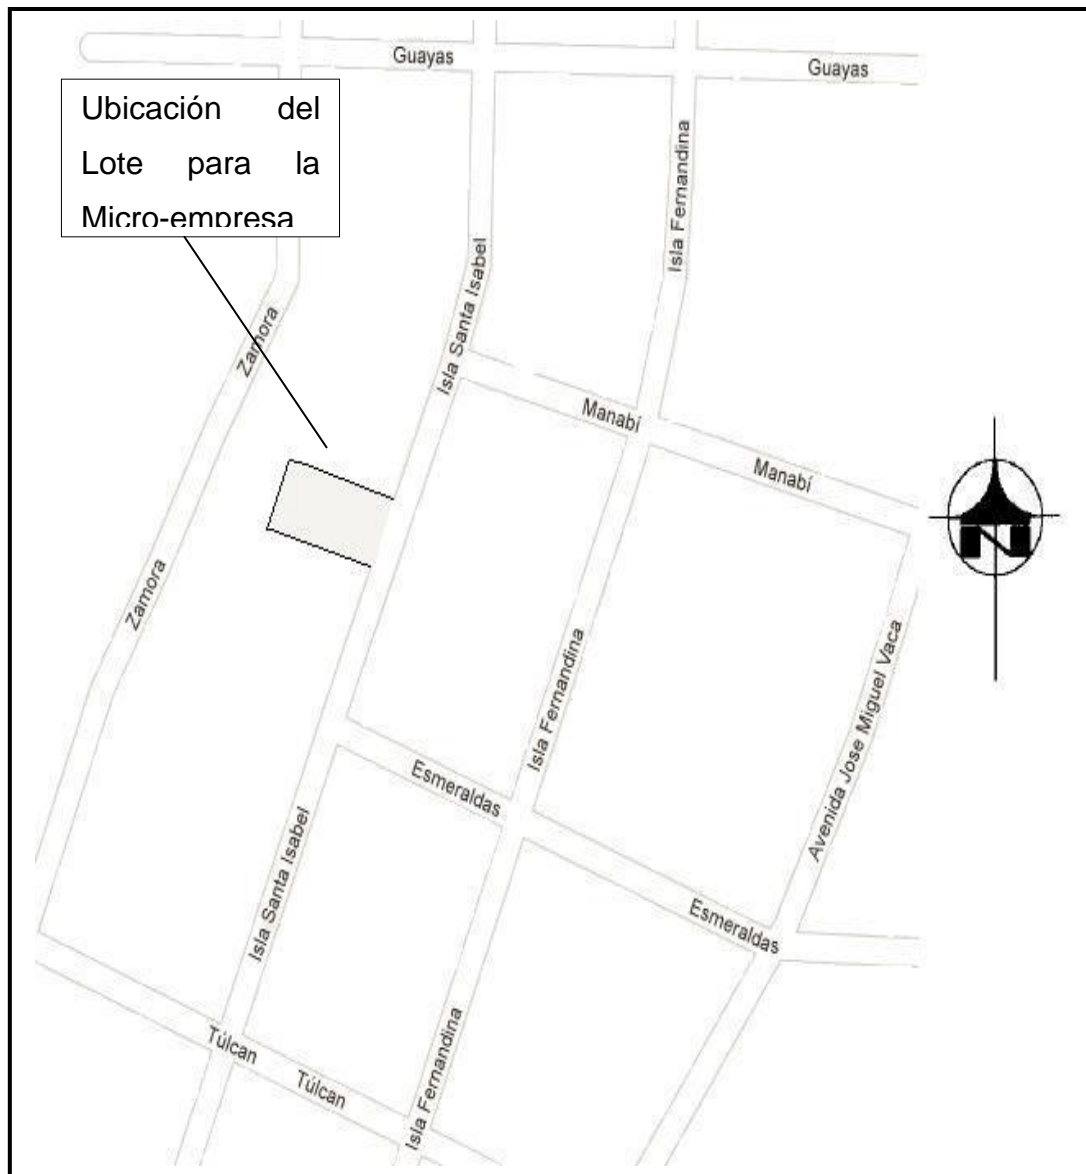 Guayas
Guayas
Ubicación del
Lote para la
Micro-empresa
Isla Fernandina
Isla Santa Isabel
Zamora
Manabí
Manabí
Zamora
Isla Fernandina
Avenida Jose Miguel Vaca
Esmeraldas
Isla Santa Isabel
Esmeraldas
Túlcan
Túlcan
Isla Fernandina
N